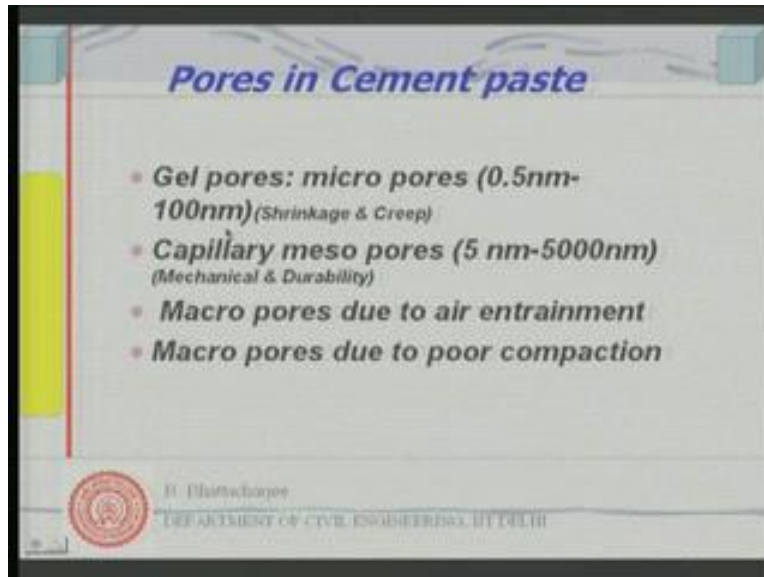 Pores in Cement paste
Gel pores: micro pores (0.5nm-
100nm)(Shrinkage & Creep)
Capillary meso pores (5 nm-5000nm)
(Mechanical & Durability)
Macro pores due to air entrainment
Macro pores due to poor compaction
B. Bhattacharjee
DEPARTMENT OF CIVIL ENGINEERING, IIT DELHI